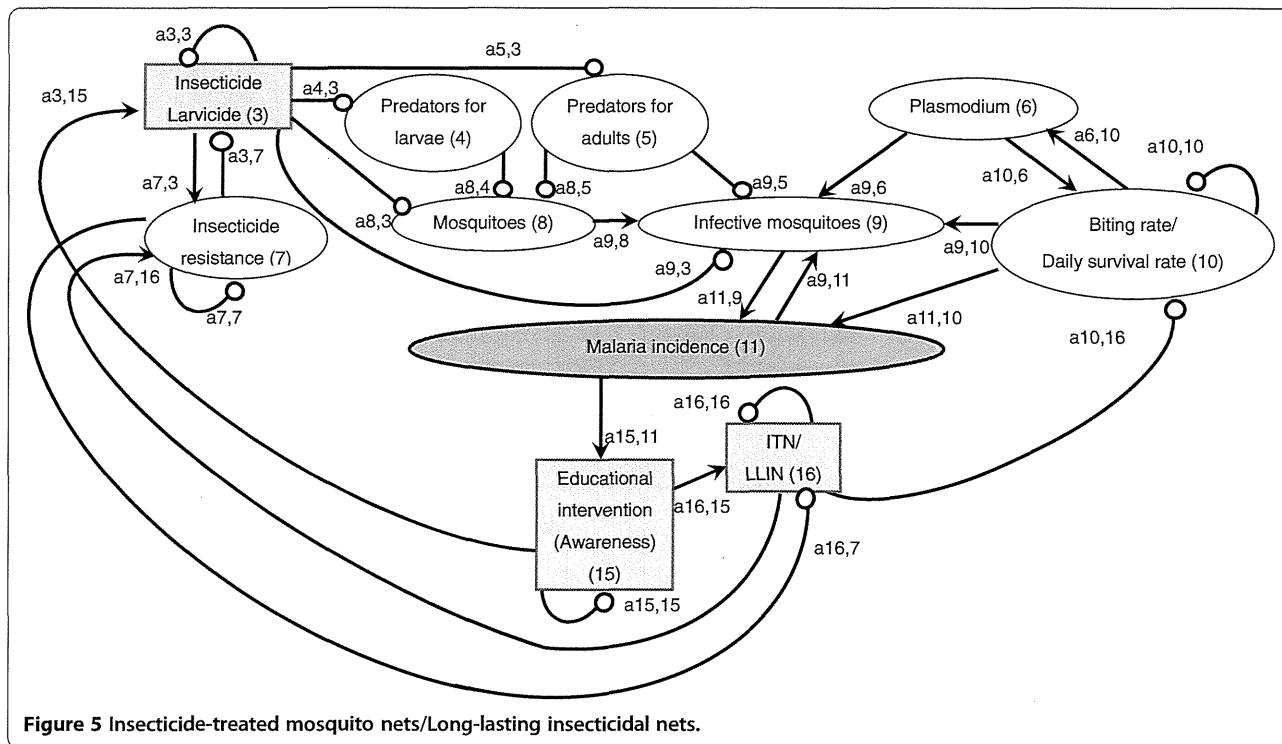 a3,3
a5,3
Insecticide
Larvicide (3)
a4,3
a3,15
Predators for
larvae (4)
Predators for
adults (5)
Plasmodium (6)
a6,10
a10,10
a3,7
a7,3
a8,4
a8,5
a9,5
a9,6
a10,6
Insecticide
resistance (7)
a8,3
Mosquitoes (8)
a9,8
Infective mosquitoes (9)
a9,10
Biting rate/
Daily survival rate (10)
a7,16
a7,7
a9,3
a11,9
a9,11
a11,10
a10,16
Malaria incidence (11)
a16,16
a15,11
ITN/
LLIN (16)
Educational
intervention
(Awareness)
(15)
a16,15
a16,7
a15,15
Figure 5 Insecticide-treated mosquito nets/Long-lasting insecticidal nets.